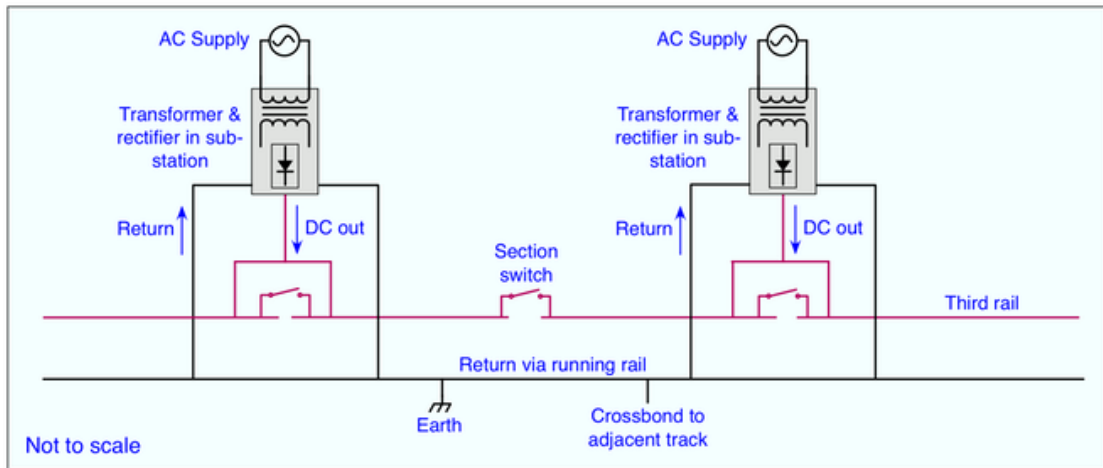 AC Supply
Transformer &
rectifier in sub-
station
Return
DC out
Section
switch
AC Supply
Transformer &
rectifier in sub-
station
Return
DC out
Third rail
Return via running rail
Earth
Crossbond to
adjacent track
Not to scale